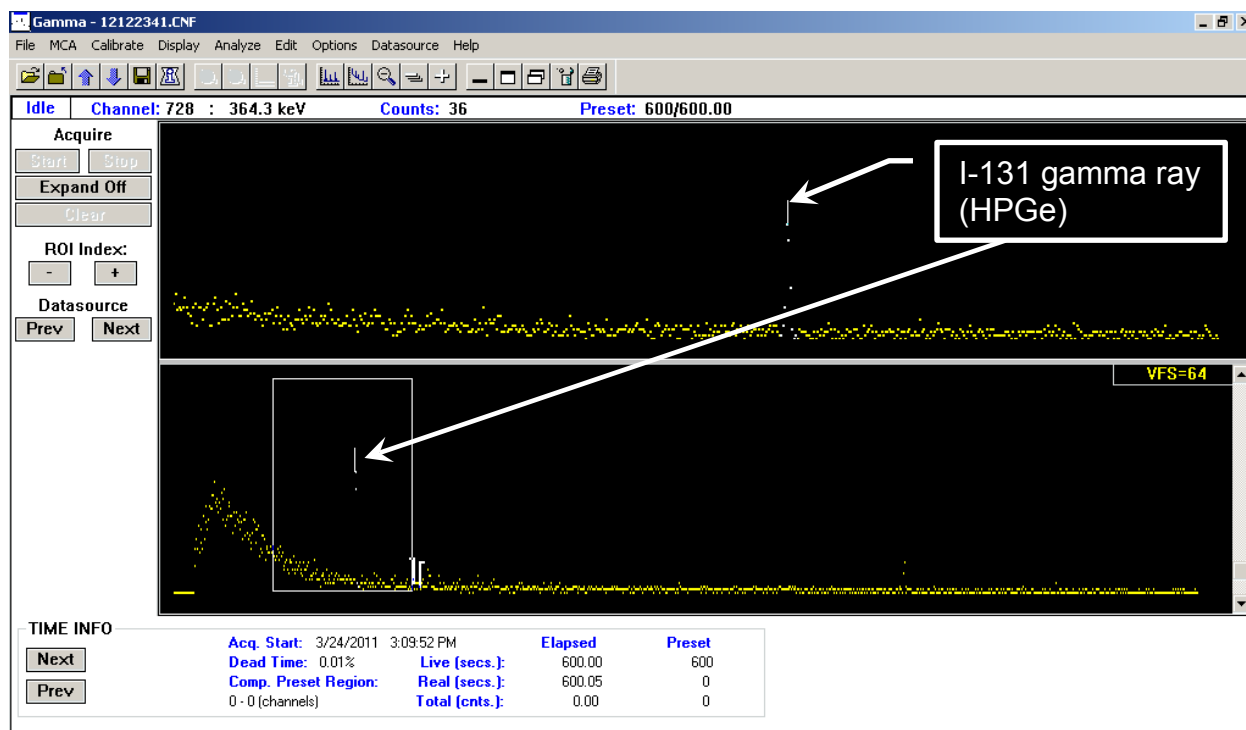 Gamma - 12122341.CNF
File MCA Calibrate Display Analyze Edit Options Datasource Help
Idle Channel: 728 : 364.3 keV Counts: 36 Preset: 600/600.00
Acquire
Start Stop
Expand Off
Clear
ROI Index:
- +
Datasource
Prev Next
I-131 gamma ray
(HPGe)
VFS=64
TIME INFO
Next
Prev
Acq. Start: 3/24/2011 3:09:52 PM Elapsed Preset
Dead Time: 0.01% Live (secs.): 600.00 600
Comp. Preset Region: Real (secs.): 600.05 0
0 - 0 (channels) Total (cnts.): 0.00 0